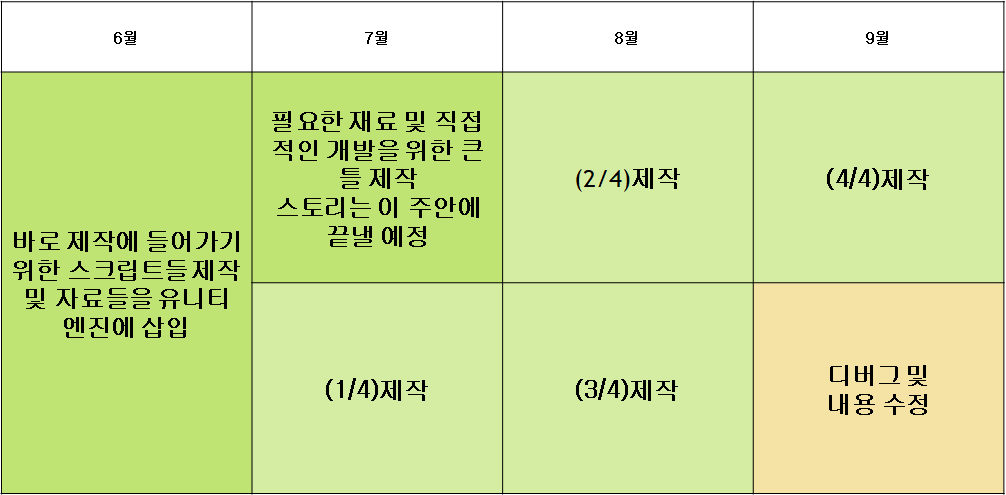 6월
7월
8월
9월
바로 제작에 들어가기
위한 스크립트들제작
및 자료들을 유니티
엔진에 삽입
필요한 재료 및 직접
적인 개발을위한 큰
틀 제작
스토리는 이 주안에
끝낼 예정
(2/4)제작
(4/4)제작
(1/4)제작
(3/4)제작
디버그 및
내용 수정